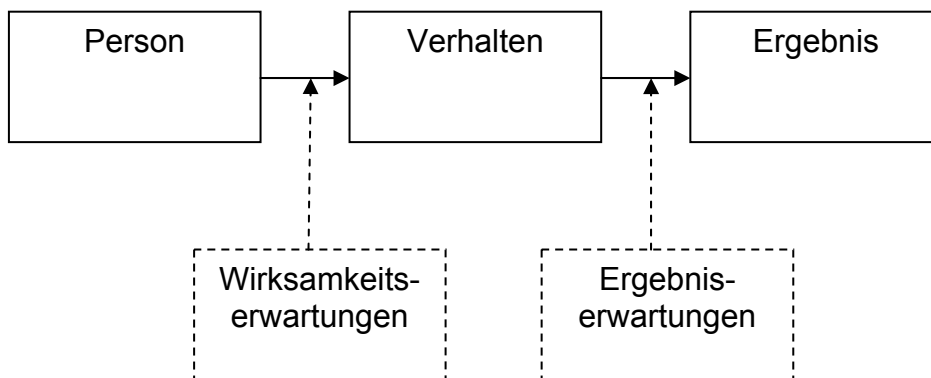 Person
Verhalten
Ergebnis
Wirksamkeits-
erwartungen
Ergebnis-
erwartungen